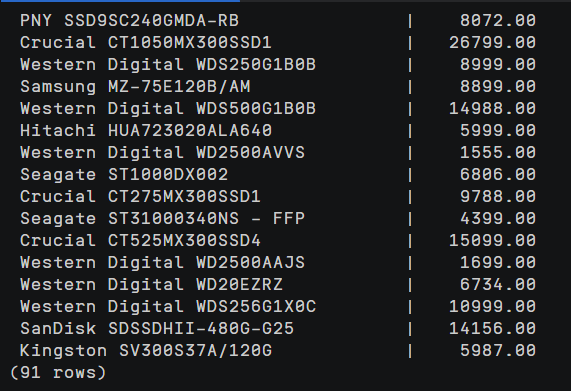 PNY SSD9SC240GMDA-RB | 8072.00
Crucial CT1050MX300SSD1 | 26799.00
Western Digital WDS250G1B0B | 8999.00
Samsung MZ-75E120B/AM | 8899.00
Western Digital WDS500G1B0B | 14988.00
Hitachi HUA723020ALA640 | 5999.00
Western Digital WD2500AVVS | 1555.00
Seagate ST1000DX002 | 6806.00
Crucial CT275MX300SSD1 | 9788.00
Seagate ST31000340NS - FFP | 4399.00
Crucial CT525MX300SSD4 | 15099.00
Western Digital WD2500AAJS | 1699.00
Western Digital WD20EZRZ | 6734.00
Western Digital WDS256G1X0C | 10999.00
SanDisk SDSSDHII-480G-G25 | 14156.00
Kingston SV300S37A/120G | 5987.00
(91 rows)